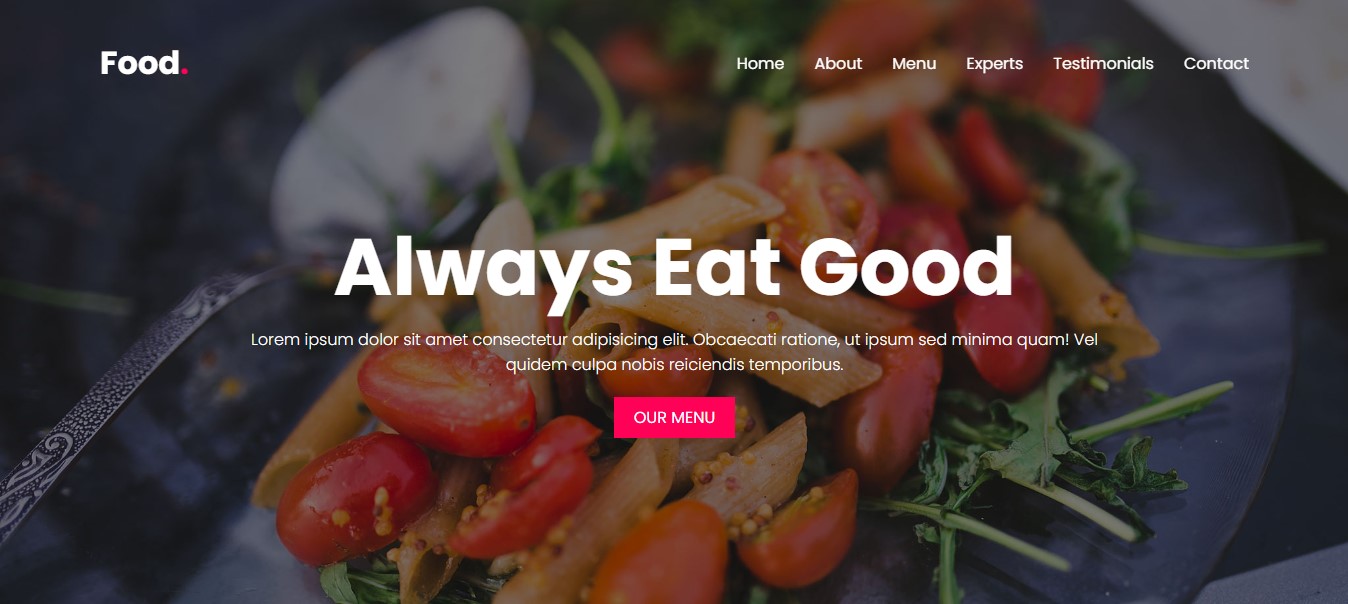 Food.
Home About Menu Experts Testimonials Contact
Always Eat Good
Lorem ipsum dolor sit amet consectetur adipisicing elit. Obcaecati ratione, ut ipsum sed minima quam! Vel
quidem culpa nobis reiciendis temporibus.
OUR MENU